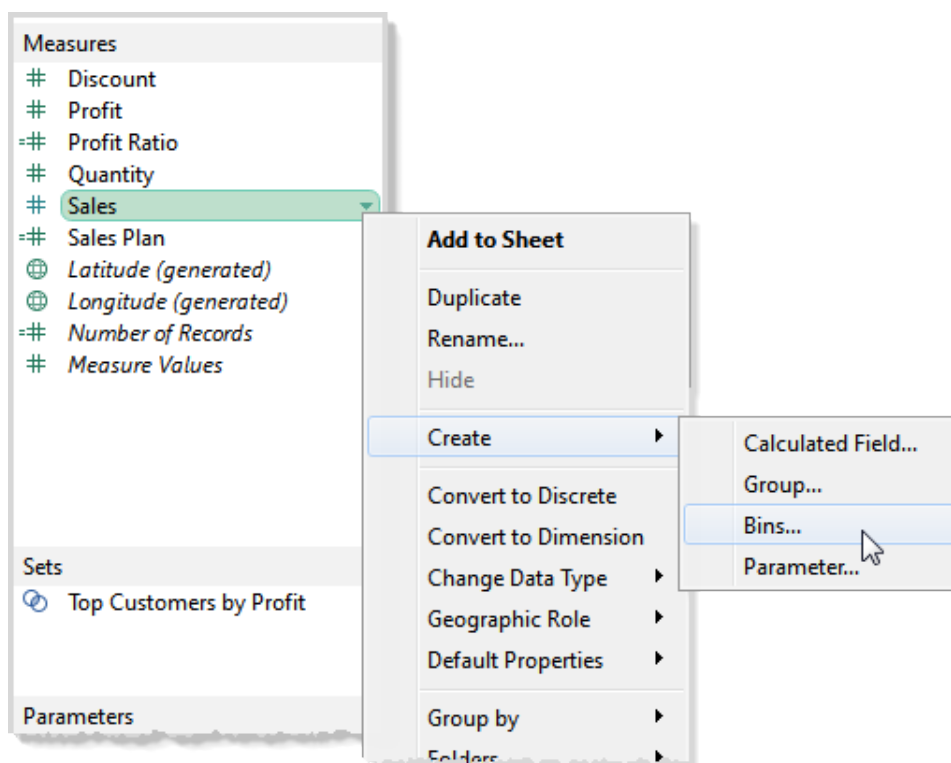 Measures
Discount
Profit
Profit Ratio
Quantity
Sales
Sales Plan
Latitude (generated)
Longitude (generated)
Number of Records
Measure Values
Sets
Top Customers by Profit
Parameters
Add to Sheet
Duplicate
Rename...
Hide
Create
Convert to Discrete
Convert to Dimension
Change Data Type
Geographic Role
Default Properties
Group by
Folders
Calculated Field...
Group...
Bins...
Parameter...